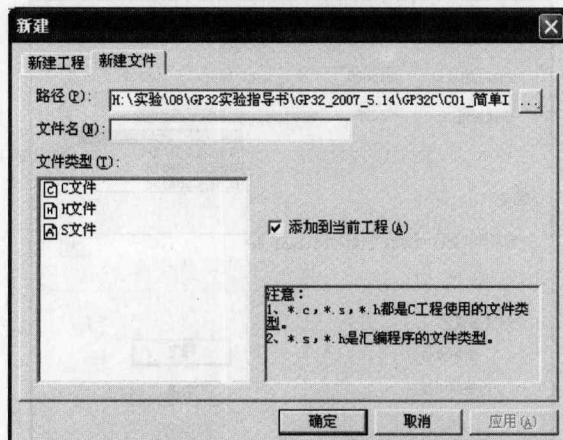 新建
新建工程 新建文件
路径(P): H:\实验\08\GP32实验指导书\GP32_2007_5.14\GP32C\C01_简单I ...
文件名(N):
文件类型(T):
C文件
H文件
S文件
添加到当前工程(A)
注意:
1、*.c,*.s,*.h都是C工程使用的文件类
型。
2、*.s,*.h是汇编程序的文件类型。
确定 取消 应用(A)